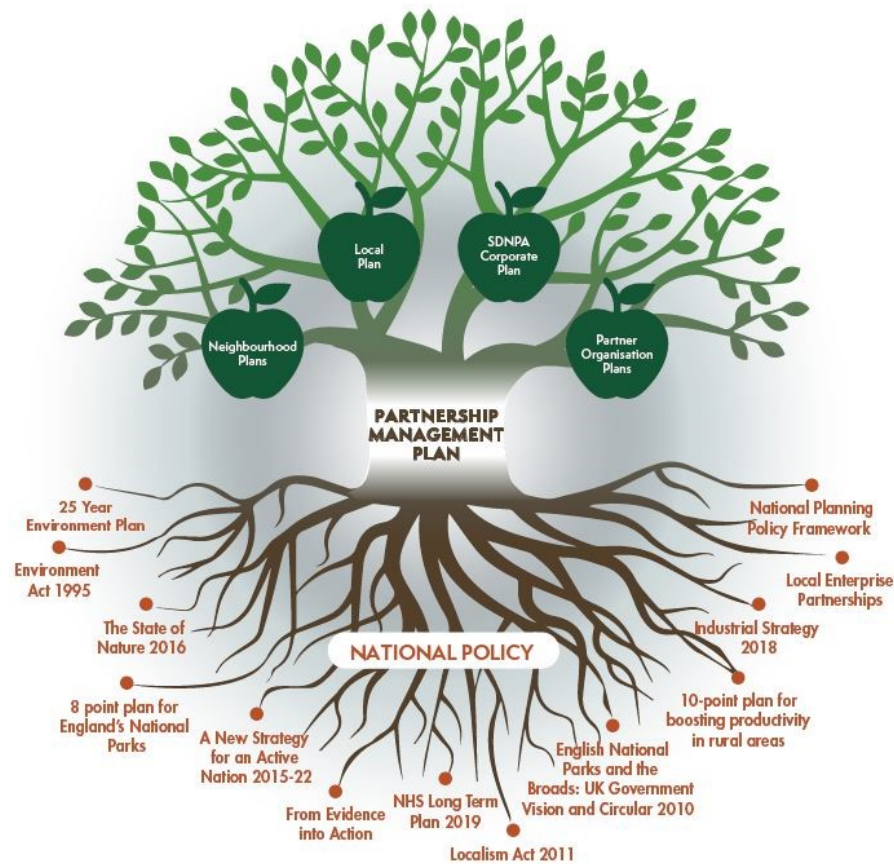 Local
Plan
SDNPA
Corporate
Plan
Neighbourhood
Plans
Partner
Organisation
Plans
PARTNERSHIP
MANAGEMENT
PLAN
25 Year
Environment Plan
National Planning
Policy Framework
Environment
Act 1995
Local Enterprise
Partnerships
The State of
Nature 2016
Industrial Strategy
2018
NATIONAL POLICY
8 point plan for
England's National
Parks
10-point plan for
boosting productivity
in rural areas
A New Strategy
for an Active
Nation 2015-22
English National
Parks and the
Broads: UK Government
Vision and Circular 2010
From Evidence
into Action
NHS Long Term
Plan 2019
Localism Act 2011